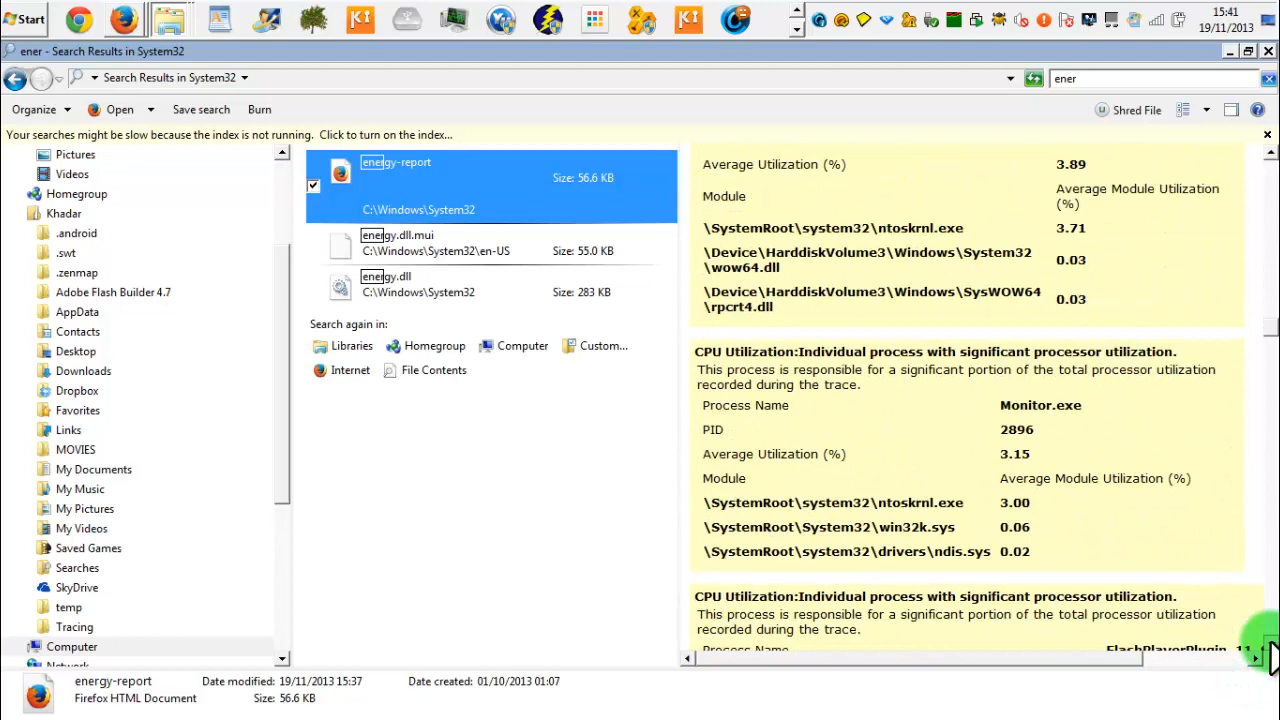 Start
15:41
19/11/2013
ener - Search Results in System32
Search Results in System32
ener
Organize
Open
Save search
Burn
Shred File
Your searches might be slow because the index is not running. Click to turn on the index...
Pictures
Videos
Homegroup
Khadar
.android
.swt
.zenmap
Adobe Flash Builder 4.7
AppData
Contacts
Desktop
Downloads
Dropbox
Favorites
Links
MOVIES
My Documents
My Music
My Pictures
My Videos
Saved Games
Searches
SkyDrive
temp
Tracing
Computer
Network
energy-report
Size: 56.6 KB
C:\Windows\System32
energy.dll.mui
C:\Windows\System32\en-US
Size: 55.0 KB
energy.dll
C:\Windows\System32
Size: 283 KB
Search again in:
Libraries
Homegroup
Computer
Custom...
Internet
File Contents
Average Utilization (%)
3.89
Module
Average Module Utilization
(%)
\SystemRoot\system32\ntoskrnl.exe
3.71
\Device\HarddiskVolume3\Windows\System32
\wow64.dll
0.03
\Device\HarddiskVolume3\Windows\SysWOW64
\rpcrt4.dll
0.03
CPU Utilization:Individual process with significant processor utilization.
This process is responsible for a significant portion of the total processor utilization
recorded during the trace.
Process Name
Monitor.exe
PID
2896
Average Utilization (%)
3.15
Module
Average Module Utilization (%)
\SystemRoot\system32\ntoskrnl.exe
3.00
\SystemRoot\System32\win32k.sys
0.06
\SystemRoot\system32\drivers\ndis.sys
0.02
CPU Utilization:Individual process with significant processor utilization.
This process is responsible for a significant portion of the total processor utilization
recorded during the trace.
Process Name
energy-report
Date modified: 19/11/2013 15:37
Date created: 01/10/2013 01:07
Firefox HTML Document
Size: 56.6 KB